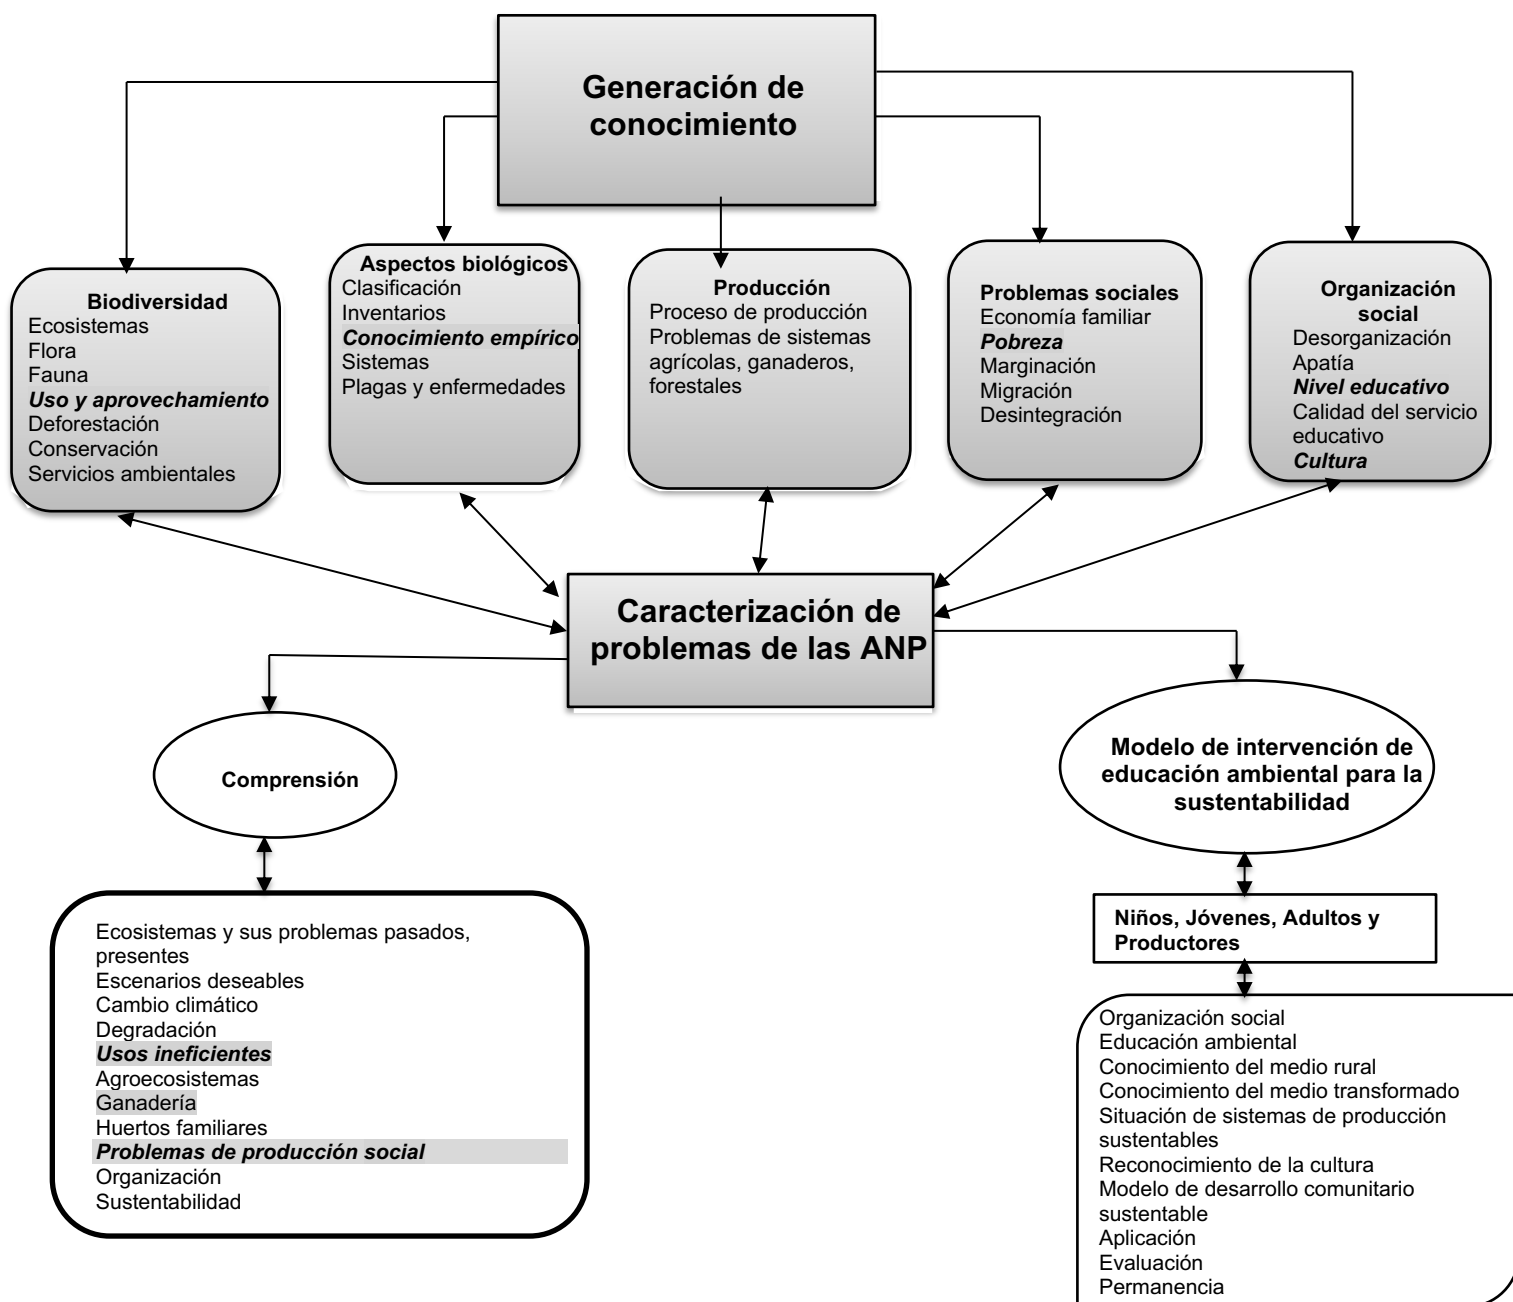 Generación de
conocimiento
Biodiversidad
Ecosistemas
Flora
Fauna
Uso y aprovechamiento
Deforestación
Conservación
Servicios ambientales
Aspectos biológicos
Clasificación
Inventarios
Conocimiento empírico
Sistemas
Plagas y enfermedades
Producción
Proceso de producción
Problemas de sistemas
agrícolas, ganaderos,
forestales
Problemas sociales
Economía familiar
Pobreza
Marginación
Migración
Desintegración
Organización
social
Desorganización
Apatía
Nivel educativo
Calidad del servicio
educativo
Cultura
Caracterización de
problemas de las ANP
Comprensión
Modelo de intervención de
educación ambiental para la
sustentabilidad
Ecosistemas y sus problemas pasados,
presentes
Escenarios deseables
Cambio climático
Degradación
Usos ineficientes
Agroecosistemas
Ganadería
Huertos familiares
Problemas de producción social
Organización
Sustentabilidad
Niños, Jóvenes, Adultos y
Productores
Organización social
Educación ambiental
Conocimiento del medio rural
Conocimiento del medio transformado
Situación de sistemas de producción
sustentables
Reconocimiento de la cultura
Modelo de desarrollo comunitario
sustentable
Aplicación
Evaluación
Permanencia